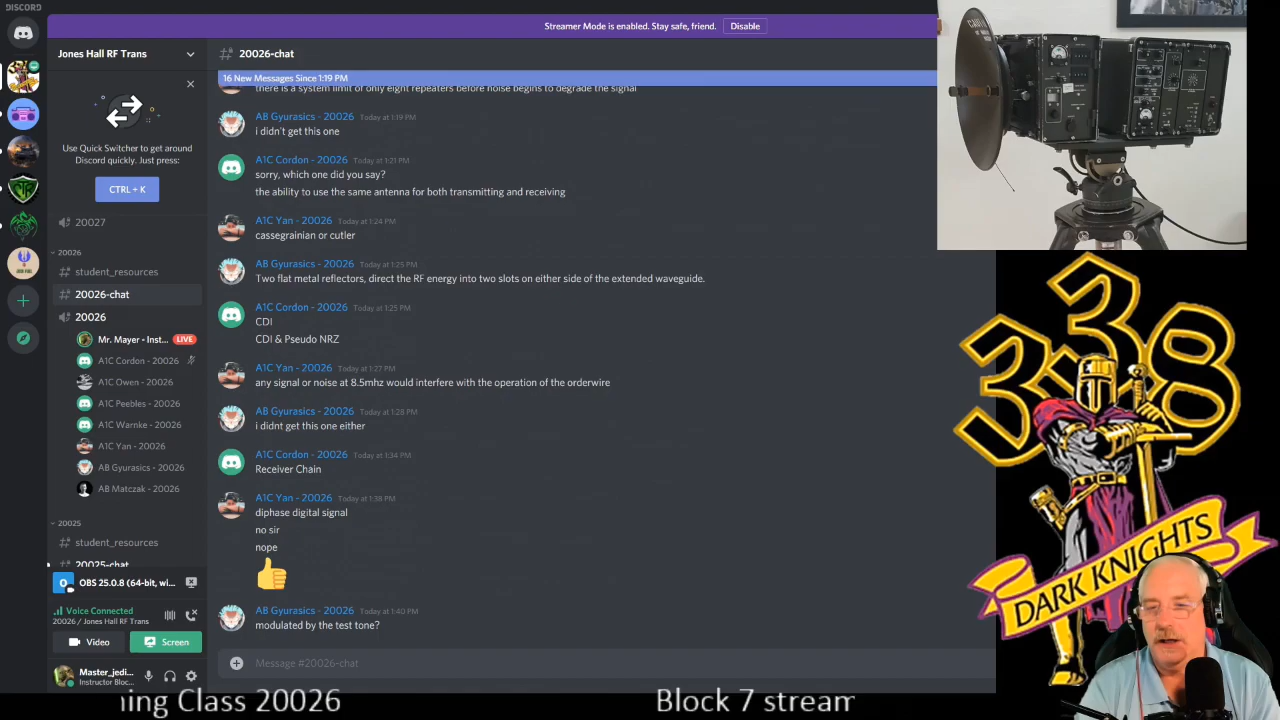 DISCORD
Streamer Mode is enabled. Stay safe, friend.
Disable
Jones Hall RF Trans
20026-chat
16 New Messages Since 1:19 PM
there is a system limit of only eight repeaters before noise begins to degrade the signal
Use Quick Switcher to get around
Discord quickly. Just press:
CTRL + K
20027
20026
student_resources
20026-chat
20026
Mr. Mayer - Inst...
LIVE
A1C Cordon - 20026
A1C Owen - 20026
A1C Peebles - 20026
A1C Warnke - 20026
A1C Yan - 20026
AB Gyurasics - 20026
AB Matczak - 20026
20025
student_resources
20025-chat
OBS 25.0.8 (64-bit, wi...
Voice Connected
20026 / Jones Hall RF Trans
Video
Screen
Master_jedi...
Instructor Bloc...
AB Gyurasics - 20026 Today at 1:19 PM
i didn't get this one
A1C Cordon - 20026 Today at 1:21 PM
sorry, which one did you say?
the ability to use the same antenna for both transmitting and receiving
A1C Yan - 20026 Today at 1:24 PM
cassegrainian or cutler
AB Gyurasics - 20026 Today at 1:25 PM
Two flat metal reflectors, direct the RF energy into two slots on either side of the extended waveguide.
A1C Cordon - 20026 Today at 1:25 PM
CDI
CDI & Pseudo NRZ
A1C Yan - 20026 Today at 1:27 PM
any signal or noise at 8.5mhz would interfere with the operation of the orderwire
AB Gyurasics - 20026 Today at 1:28 PM
i didnt get this one either
A1C Cordon - 20026 Today at 1:34 PM
Receiver Chain
A1C Yan - 20026 Today at 1:38 PM
diphase digital signal
no sir
nope
AB Gyurasics - 20026 Today at 1:40 PM
modulated by the test tone?
Message #20026-chat
338
DARK KNIGHTS
ning Class 20026
Block 7 stream